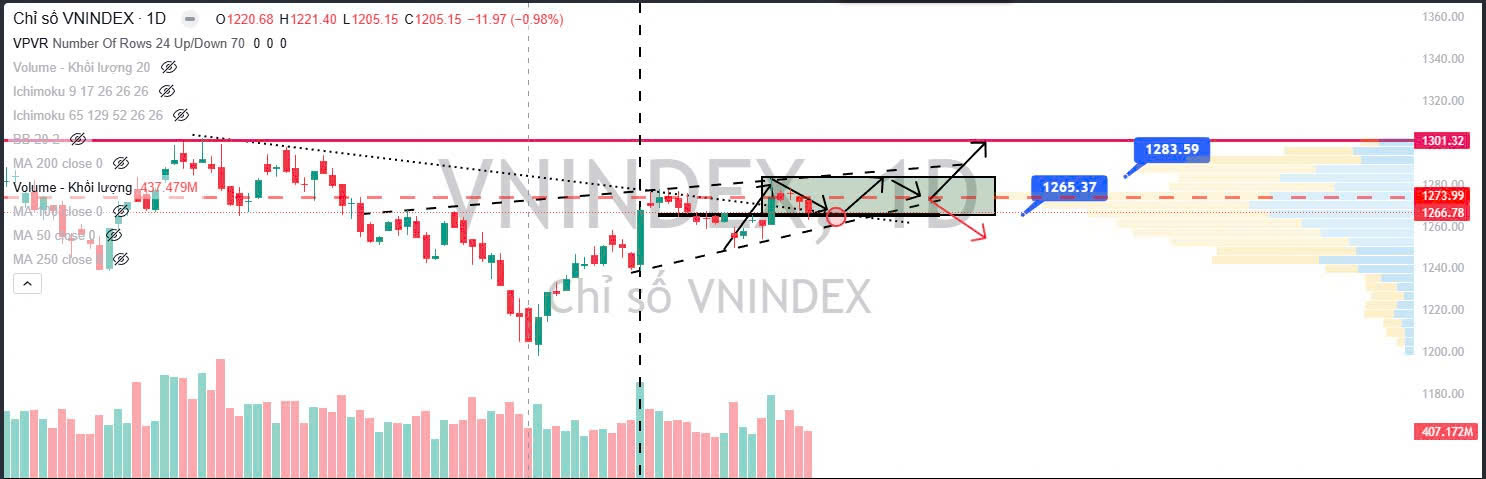 Chỉ số VNINDEX · 1D O1220.68 H1221.40 L1205.15 C1205.15 −11.97 (−0.98%)
VPVR Number Of Rows 24 Up/Down 70 0 0 0
Volume - Khối lượng 20
Ichimoku 9 17 26 26 26
Ichimoku 65 129 52 26 26
BB 20 2
MA 200 close 0
Volume - Khối lượng 437.479M
MA 100 close 0
MA 50 close 0
MA 250 close
VNINDEX, 1D
Chỉ số VNINDEX
1283.59
1265.37
1360.00
1340.00
1320.00
1301.32
1280.00
1273.99
1266.78
1260.00
1240.00
1220.00
1200.00
1180.00
407.172M